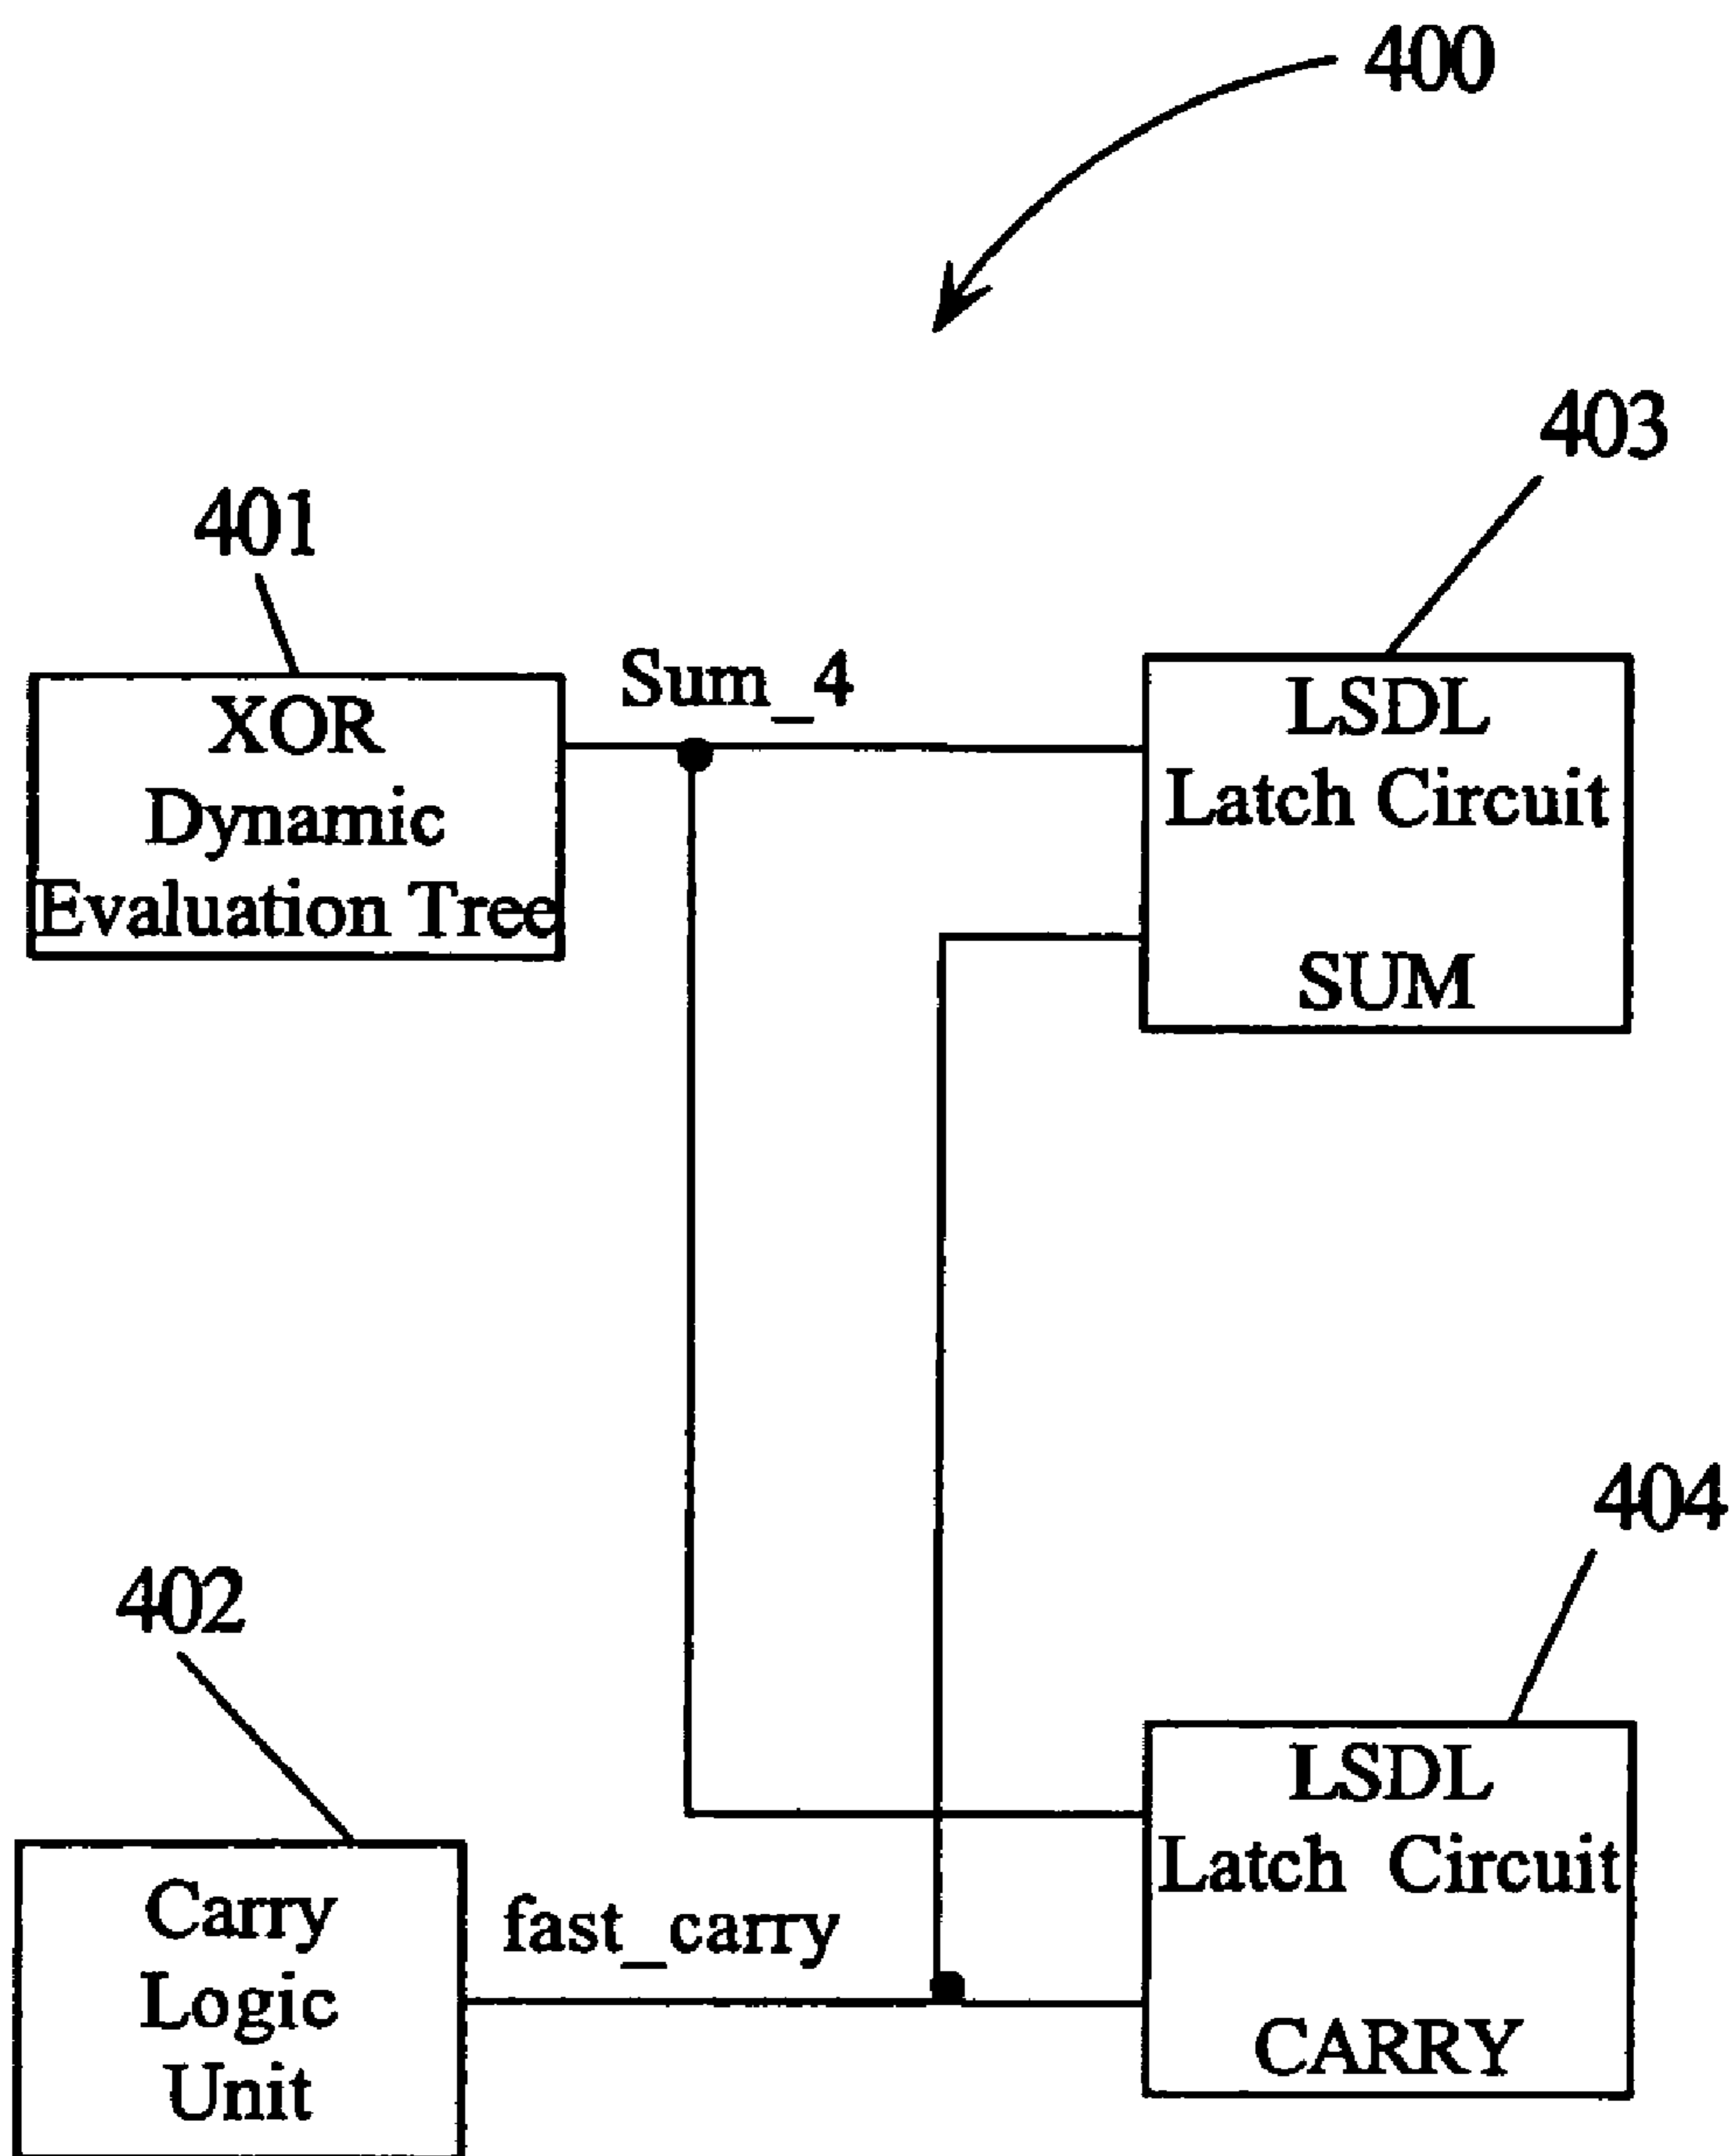 400
403
401
Sum_4
XOR
Dynamic
Evaluation Tree
LSDL
Latch Circuit
SUM
404
402
LSDL
Latch Circuit
CARRY
Carry
Logic
Unit
fast_carry